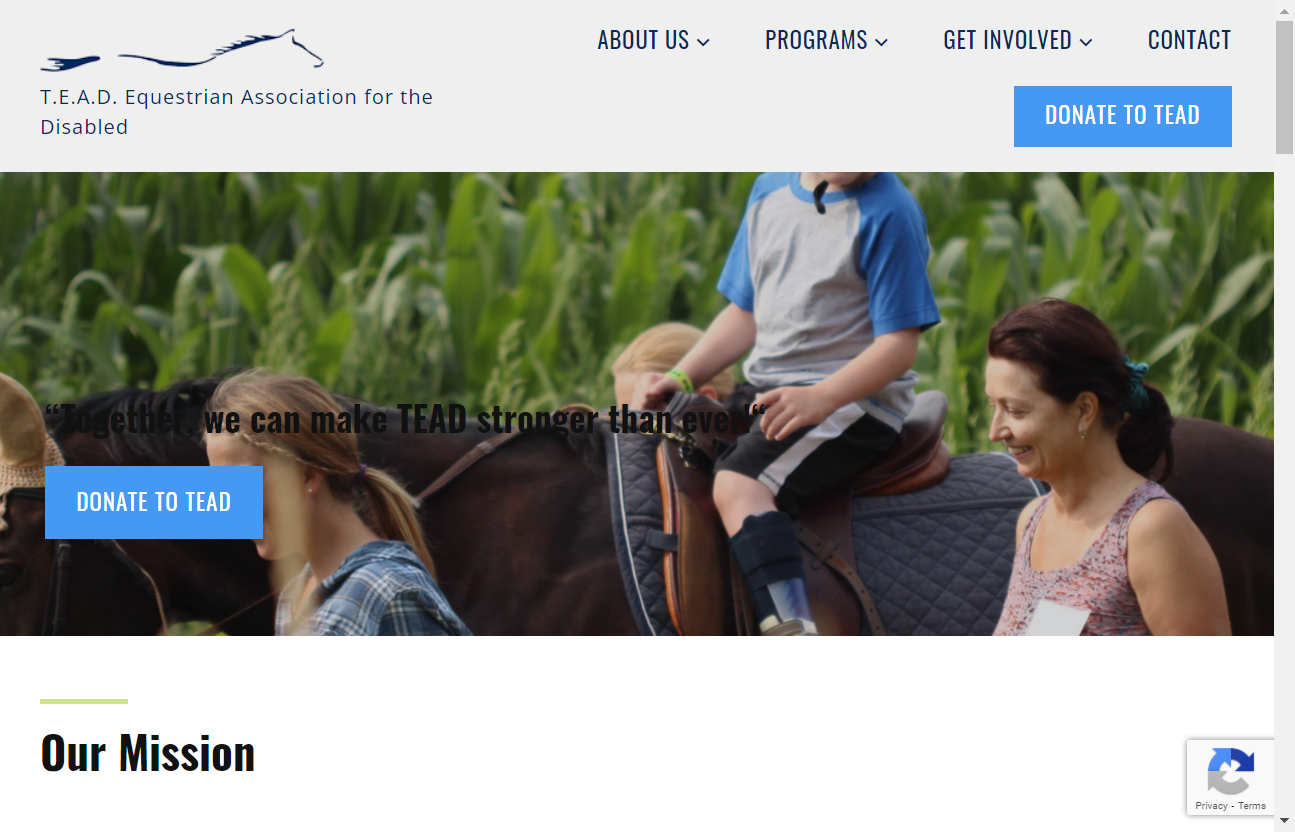 ABOUT US
PROGRAMS
GET INVOLVED
CONTACT
T.E.A.D. Equestrian Association for the
Disabled
DONATE TO TEAD
“Together, we can make TEAD stronger than ever!“
DONATE TO TEAD
Our Mission
Privacy - Terms